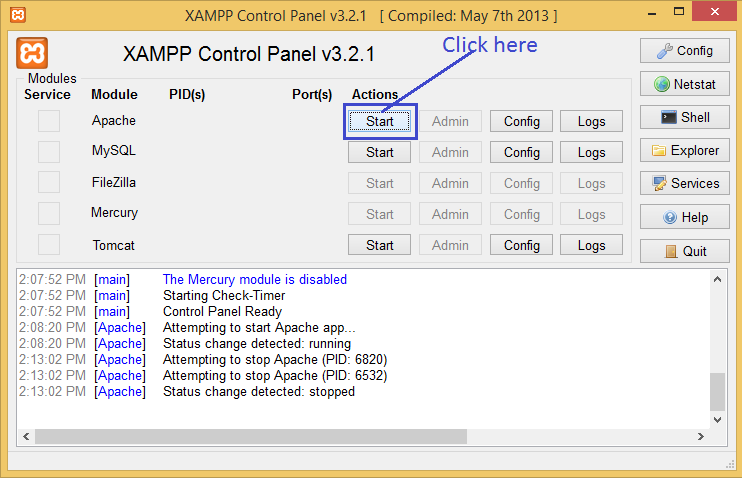 XAMPP Control Panel v3.2.1 [ Compiled: May 7th 2013 ]
XAMPP Control Panel v3.2.1
Click here
Config
Modules
Service Module PID(s) Port(s) Actions
Netstat
Apache Start Admin Config Logs
Shell
MySQL Start Admin Config Logs
Explorer
FileZilla Start Admin Config Logs
Services
Mercury Start Admin Config Logs
Help
Tomcat Start Admin Config Logs
Quit
2:07:52 PM [main] The Mercury module is disabled
2:07:52 PM [main] Starting Check-Timer
2:07:52 PM [main] Control Panel Ready
2:08:20 PM [Apache] Attempting to start Apache app...
2:08:20 PM [Apache] Status change detected: running
2:13:02 PM [Apache] Attempting to stop Apache (PID: 6820)
2:13:02 PM [Apache] Attempting to stop Apache (PID: 6532)
2:13:02 PM [Apache] Status change detected: stopped